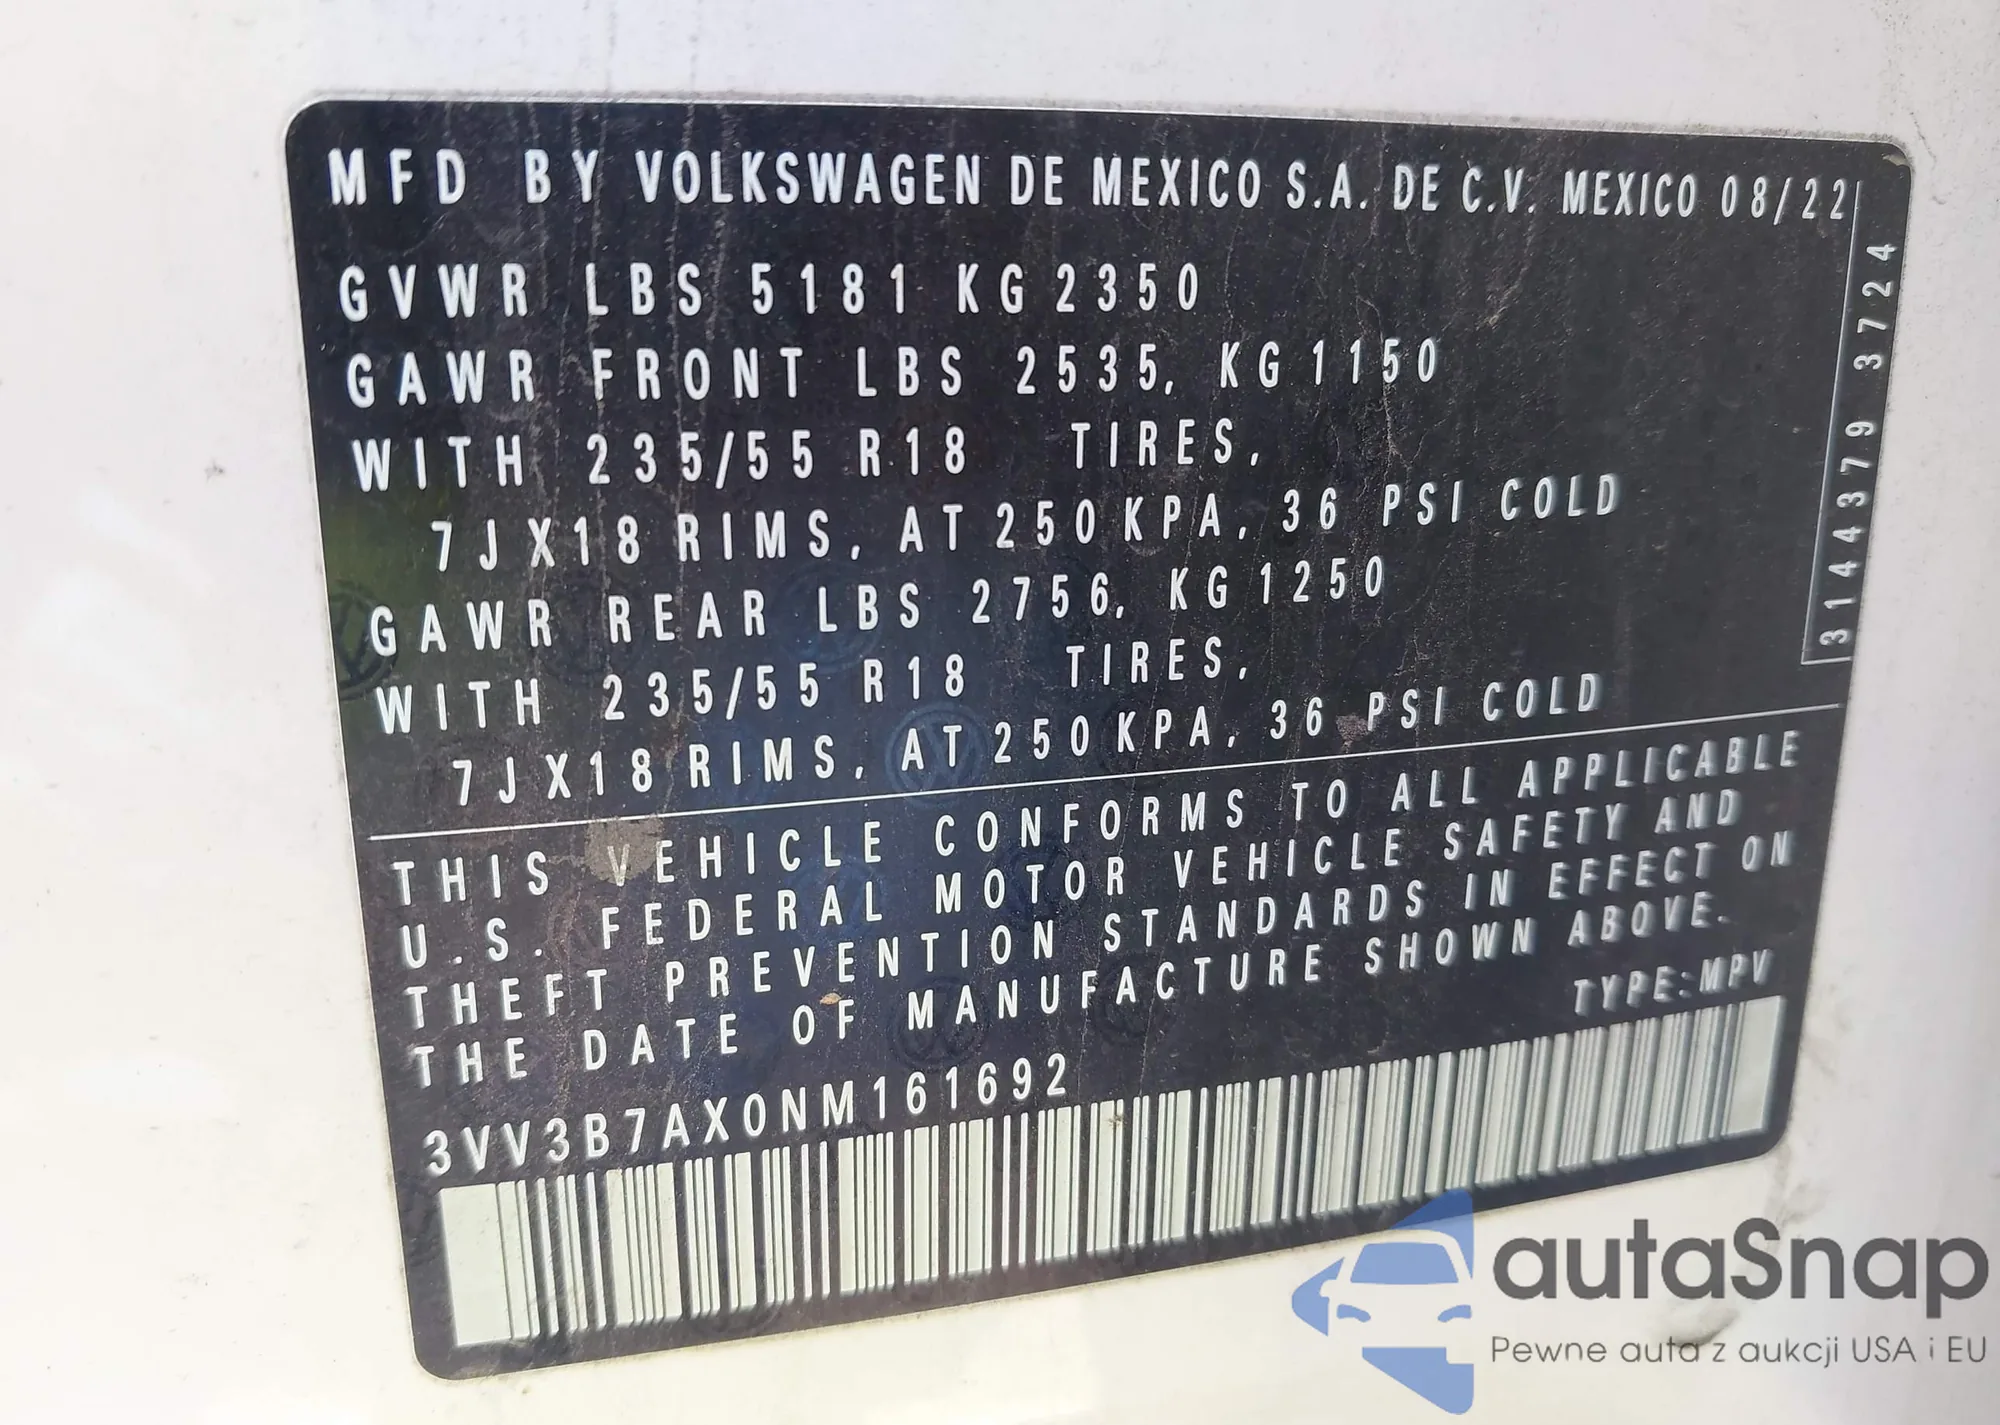 MFD BY VOLKSWAGEN DE MEXICO S.A. DE C.V. MEXICO 08/22
GVWR LBS 5181 KG 2350
GAWR FRONT LBS 2535, KG 1150
WITH 235/55 R18 TIRES,
7J X18 RIMS, AT 250 KPA, 36 PSI COLD
GAWR REAR LBS 2756, KG 1250
WITH 235/55 R18 TIRES,
7J X18 RIMS, AT 250 KPA, 36 PSI COLD
3144379 3724
THIS VEHICLE CONFORMS TO ALL APPLICABLE
U.S. FEDERAL MOTOR VEHICLE SAFETY AND
THEFT PREVENTION STANDARDS IN EFFECT ON
THE DATE OF MANUFACTURE SHOWN ABOVE.
TYPE:MPV
3VV3B7AX0NM161692
autaSnap
Pewne auta z aukcji USA i EU